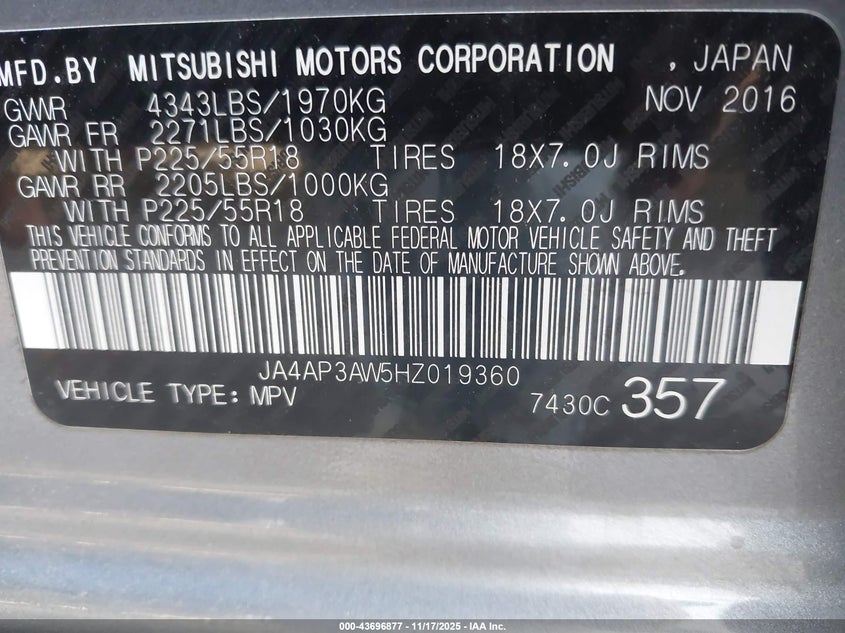 MFD.BY MITSUBISHI MOTORS CORPORATION , JAPAN
GVWR 4343LBS/1970KG NOV 2016
GAWR FR 2271LBS/1030KG
WITH P225/55R18 TIRES 18X7.0J RIMS
GAWR RR 2205LBS/1000KG
WITH P225/55R18 TIRES 18X7.0J RIMS
THIS VEHICLE CONFORMS TO ALL APPLICABLE FEDERAL MOTOR VEHICLE SAFETY AND THEFT
PREVENTION STANDARDS IN EFFECT ON THE DATE OF MANUFACTURE SHOWN ABOVE.
JA4AP3AW5HZ019360
VEHICLE TYPE: MPV 7430C 357
000-43696877 - 11/17/2025 - IAA Inc.